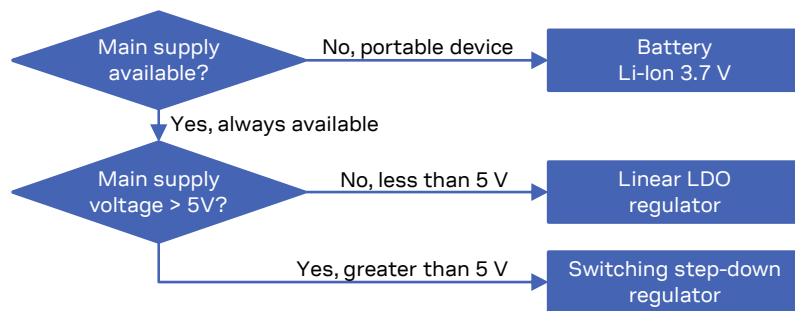 Main supply
available?
No, portable device
Battery
Li-Ion 3.7 V
Yes, always available
Main supply
voltage > 5V?
No, less than 5 V
Linear LDO
regulator
Yes, greater than 5 V
Switching step-down
regulator